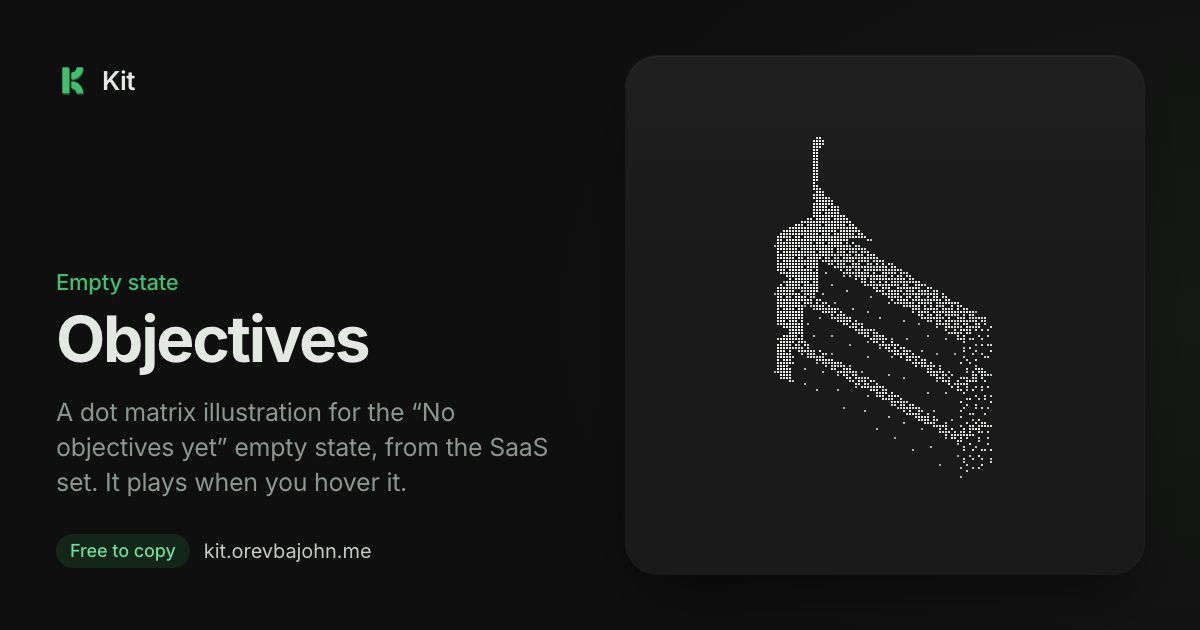 Kit
Empty state
Objectives
A dot matrix illustration for the “No
objectives yet” empty state, from the SaaS
set. It plays when you hover it.
Free to copy
kit.orevbajohn.me